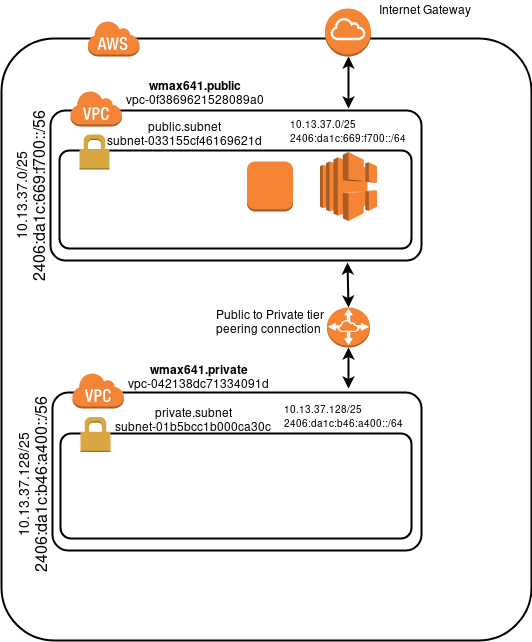 Internet Gateway
AWS
wmax641.public
vpc-0f3869621528089a0
VPC
public.subnet
subnet-033155cf46169621d
10.13.37.0/25
2406:da1c:669:f700::/64
10.13.37.0/25
2406:da1c:669:f700::/56
Public to Private tier
peering connection
wmax641.private
vpc-042138dc71334091d
VPC
private.subnet
subnet-01b5bcc1b000ca30c
10.13.37.128/25
2406:da1c:b46:a400::/64
10.13.37.128/25
2406:da1c:b46:a400::/56